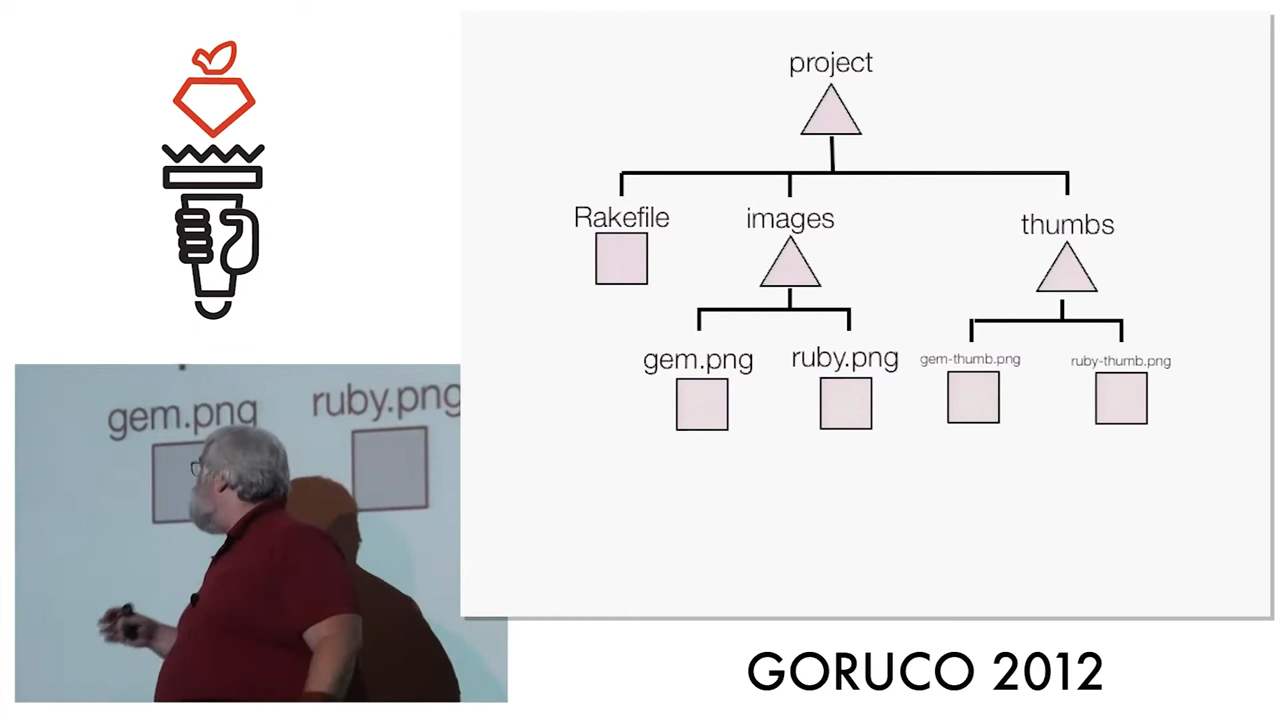 project
Rakefile
images
thumbs
gem.png
ruby.png
gem-thumb.png
ruby-thumb.png
gem.png
ruby.png
GORUCO 2012